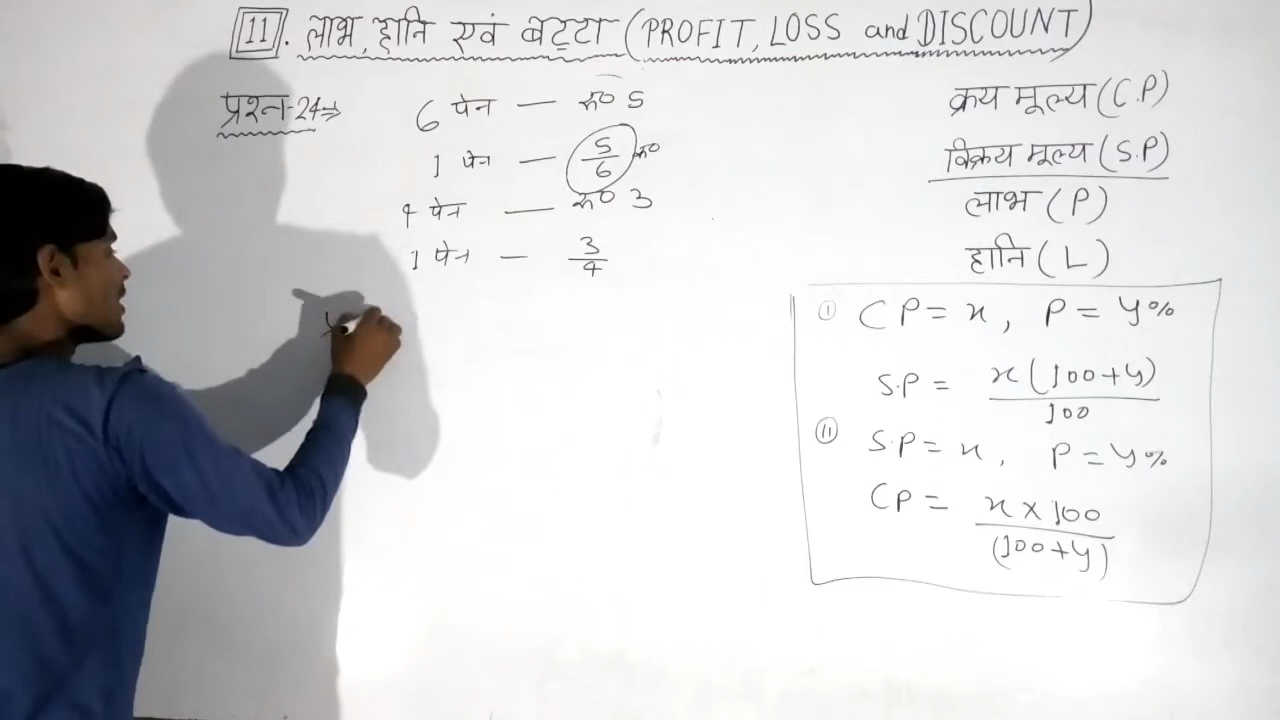 11. लाभ, हानि एवं बट्टा (PROFIT, LOSS and DISCOUNT)
प्रश्न-24⇒
6 पेन — रु० 5
1 पेन — 5/6 रु०
4 पेन — रु० 3
1 पेन — 3/4
क्रय मूल्य (C.P)
विक्रय मूल्य (S.P)
लाभ (P)
हानि (L)
(i) CP = x, P = y%
S.P = x(100+y)/100
(ii) S.P = x, P = y%
CP = x×100/(100+y)